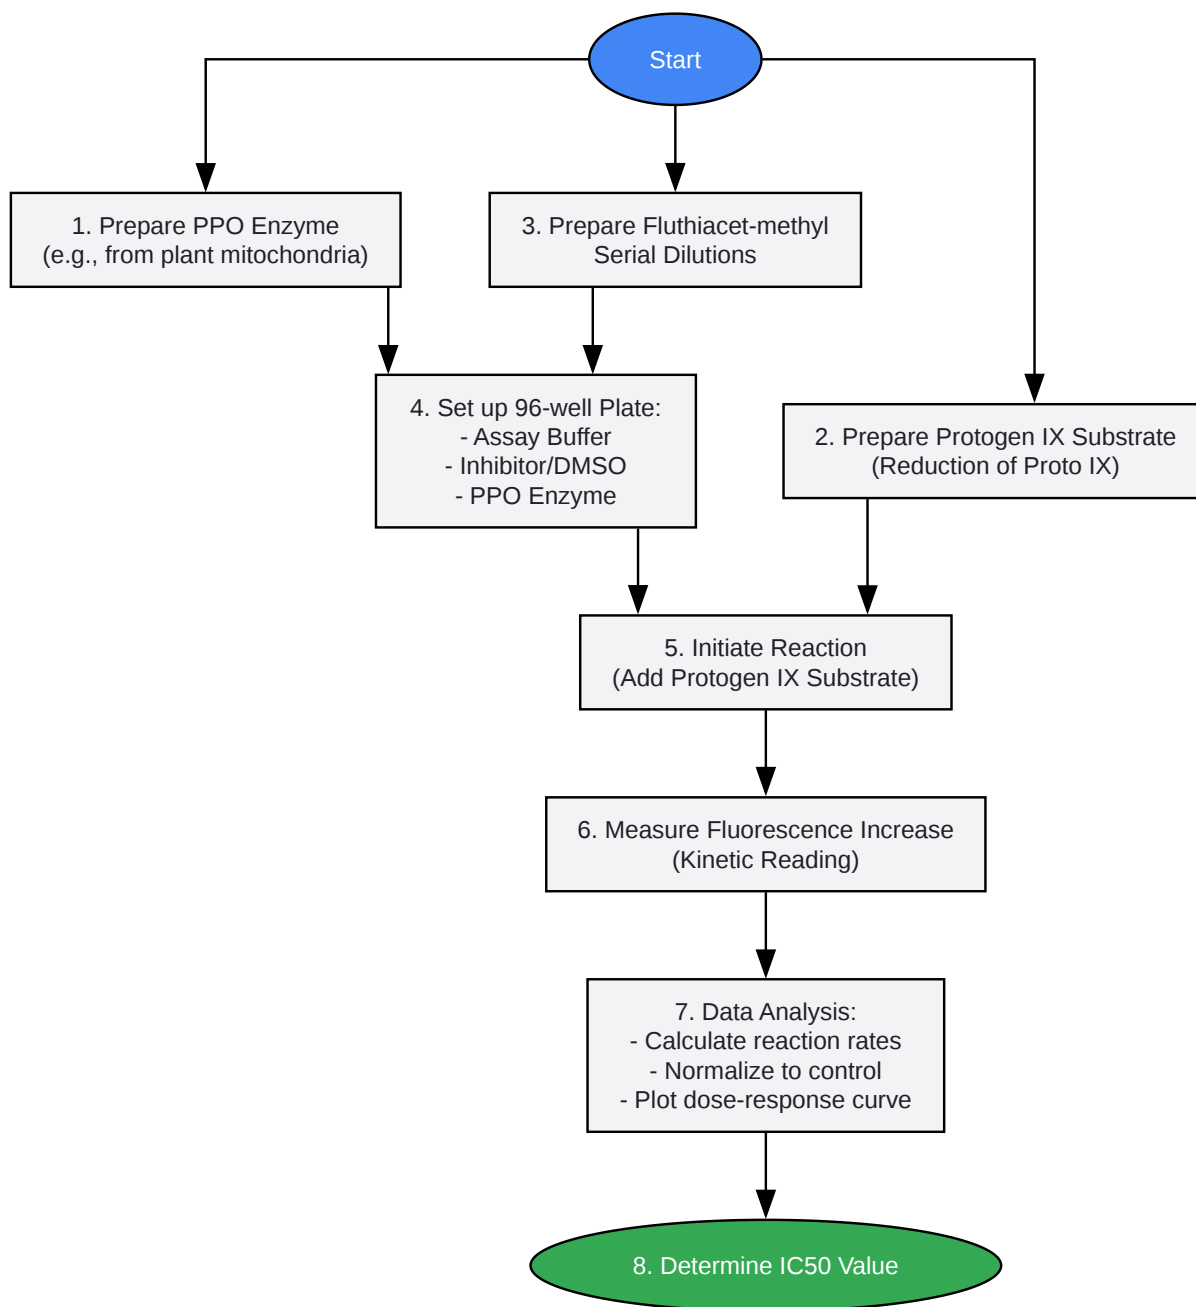 Start
1. Prepare PPO Enzyme
(e.g., from plant mitochondria)
3. Prepare Fluthiacet-methyl
Serial Dilutions
4. Set up 96-well Plate:
- Assay Buffer
- Inhibitor/DMSO
- PPO Enzyme
2. Prepare Protogen IX Substrate
(Reduction of Proto IX)
5. Initiate Reaction
(Add Protogen IX Substrate)
6. Measure Fluorescence Increase
(Kinetic Reading)
7. Data Analysis:
- Calculate reaction rates
- Normalize to control
- Plot dose-response curve
8. Determine IC50 Value